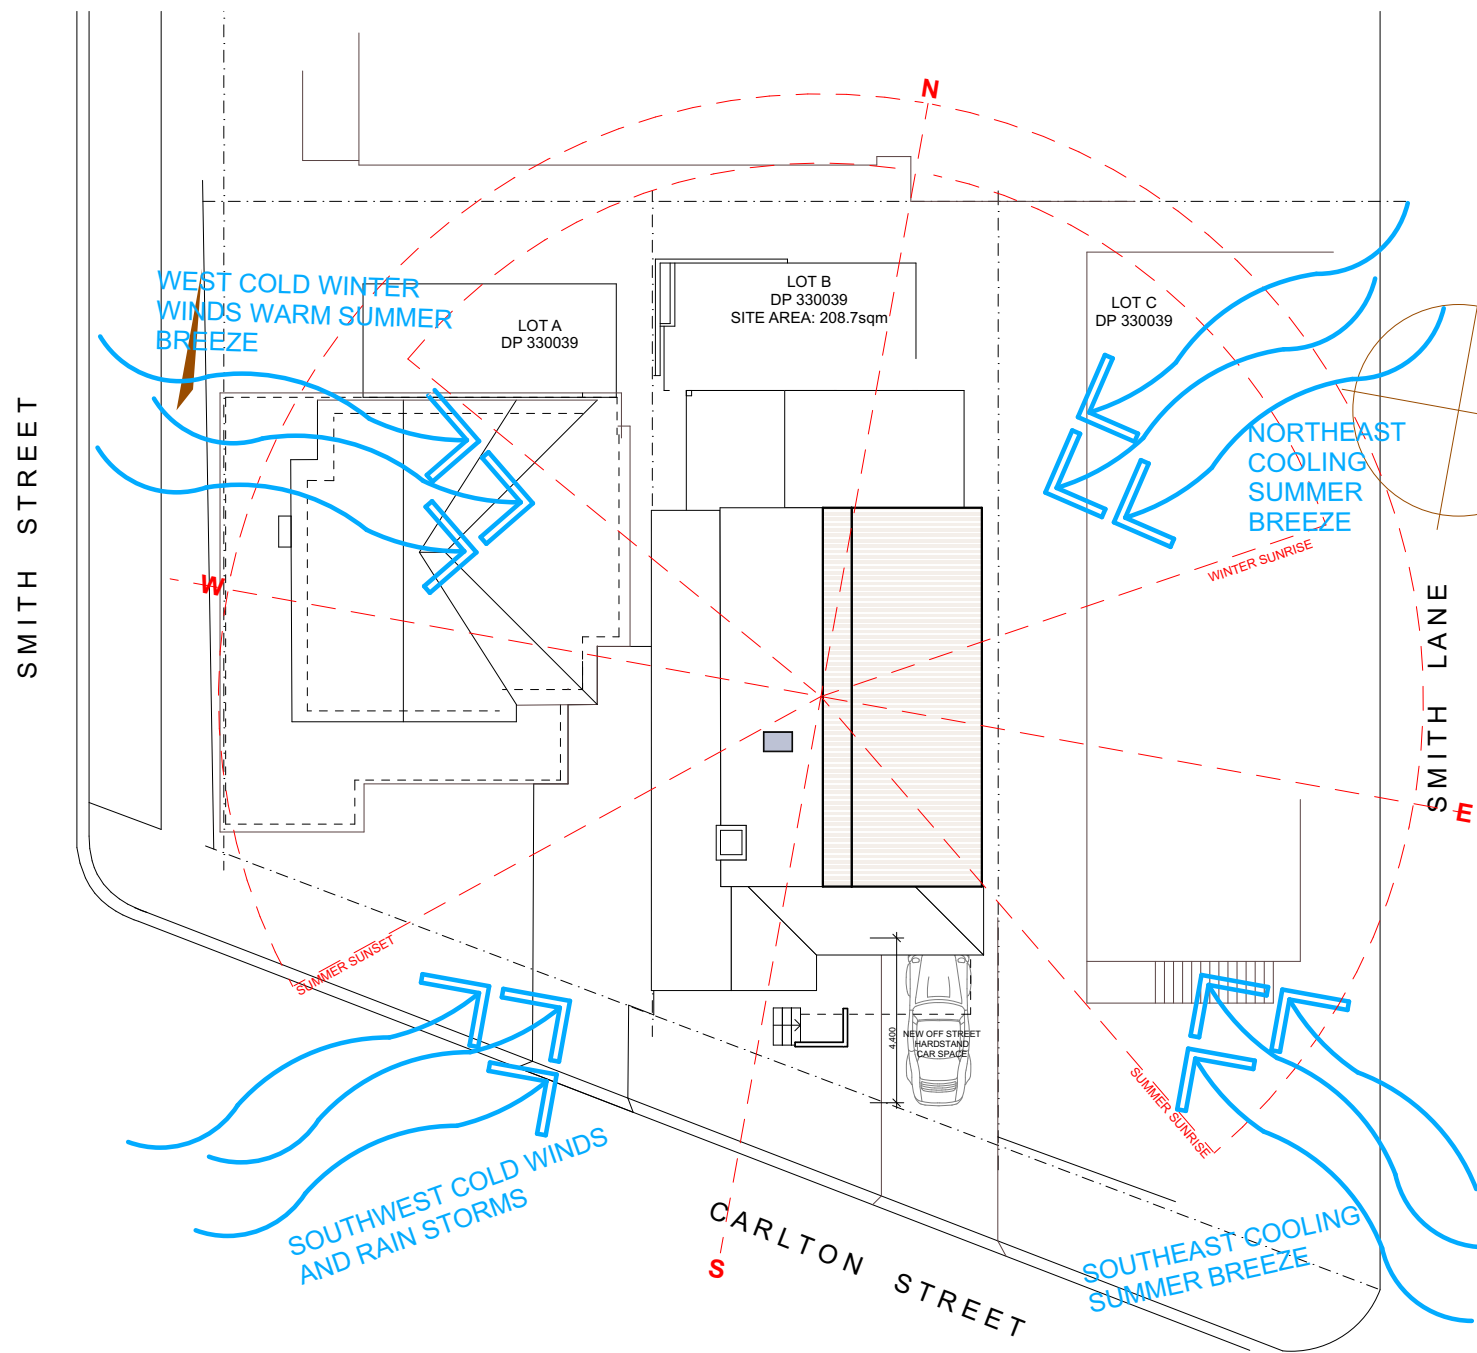 N
WEST COLD WINTER
WINDS WARM SUMMER
BREEZE
LOT A
DP 330039
LOT B
DP 330039
SITE AREA: 208.7sqm
LOT C
DP 330039
NORTHEAST
COOLING
SUMMER
BREEZE
SMITH STREET
WINTER SUNRISE
W
SMITH LANE
E
SUMMER SUNSET
4.400
NEW OFF STREET
HARDSTAND
CAR SPACE
SUMMER SUNRISE
SOUTHWEST COLD WINDS
AND RAIN STORMS
S
CARLTON STREET
SOUTHEAST COOLING
SUMMER BREEZE